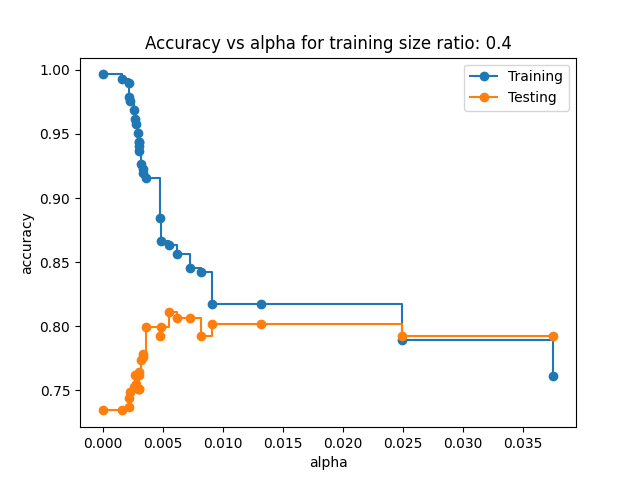 Accuracy vs alpha for training size ratio: 0.4
Training
Testing
accuracy
1.00
0.95
0.90
0.85
0.80
0.75
0.000 0.005 0.010 0.015 0.020 0.025 0.030 0.035
alpha